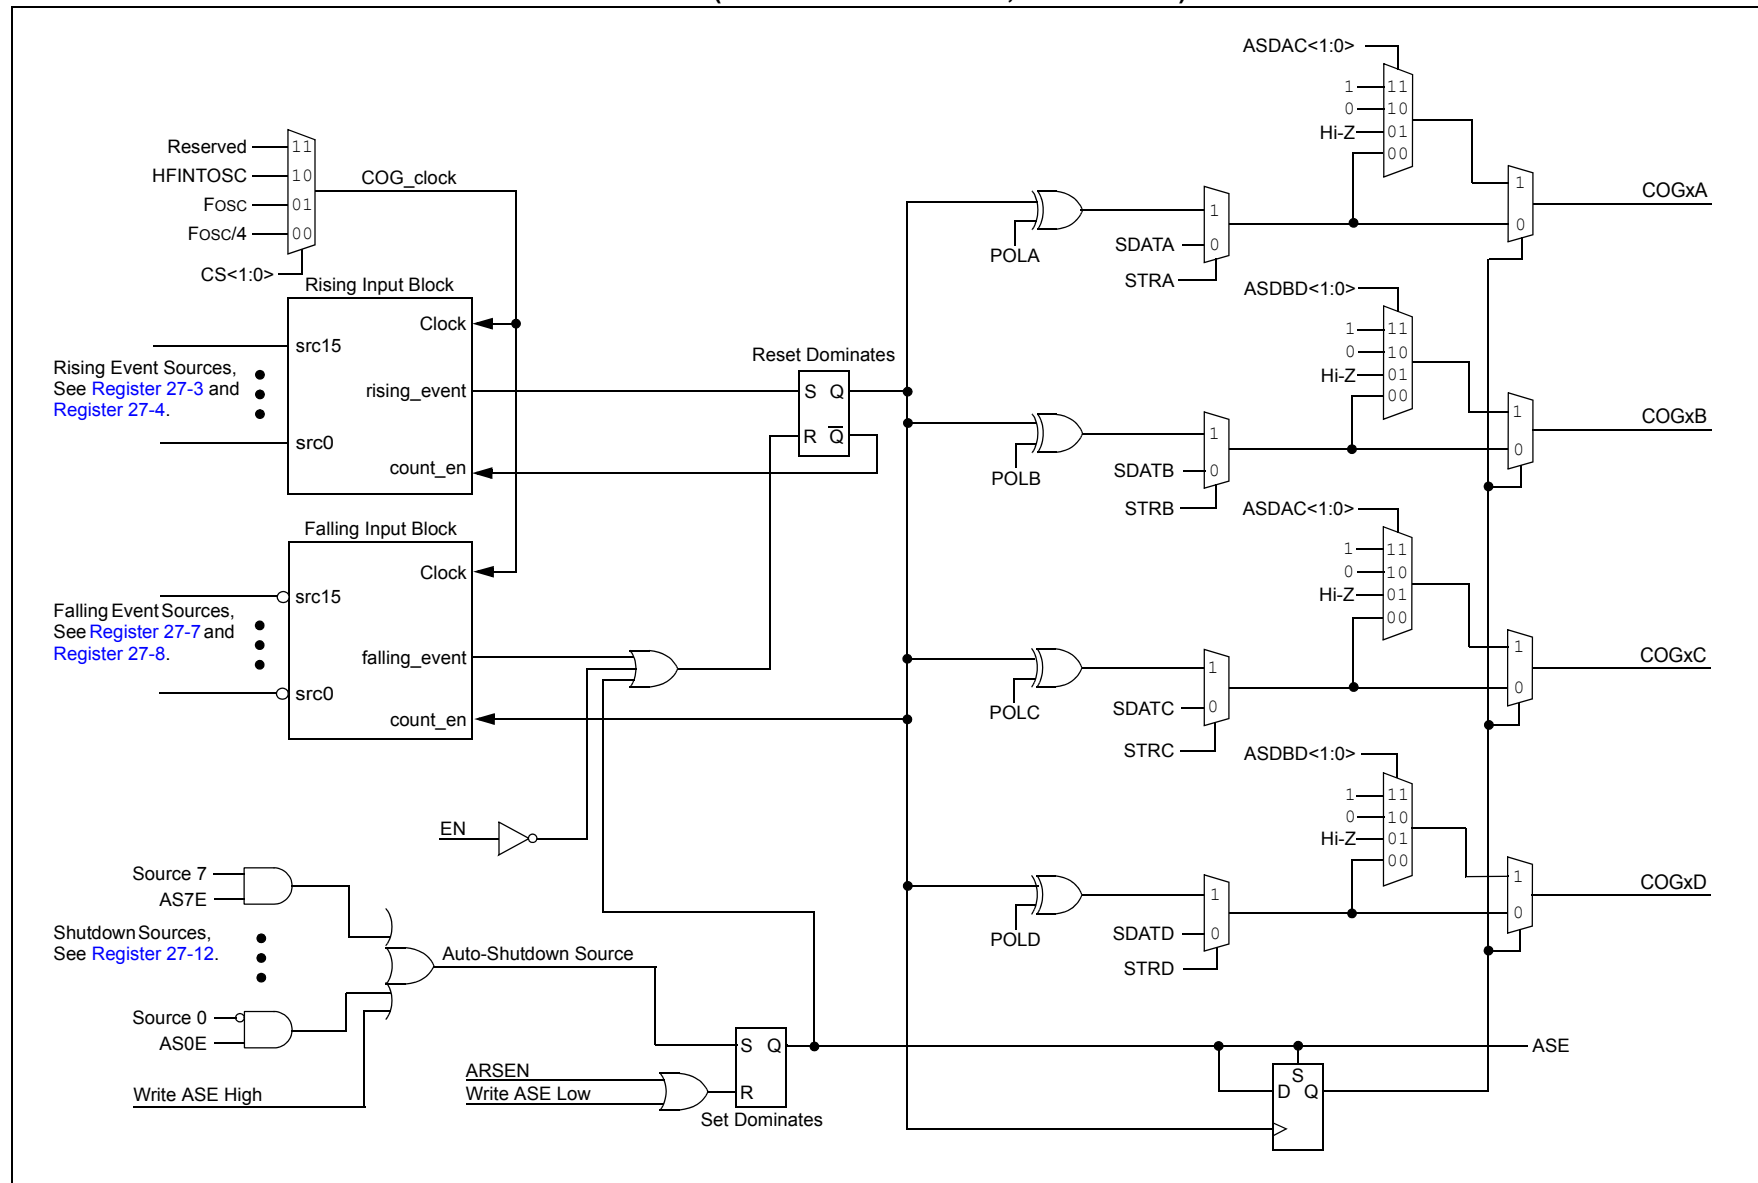 ASDAC<1:0>
1 11
0 10
Hi-Z 01
00
1
0
COGxA
Reserved 11
HFINTOSC 10
FOSC 01
FOSC/4 00
CS<1:0>
COG_clock
POLA
1
SDATA 0
STRA
Rising Input Block
Clock
src15
Rising Event Sources,
See Register 27-3 and
Register 27-4.
rising_event
src0
count_en
Reset Dominates
S Q
R Q
ASDBD<1:0>
1 11
0 10
Hi-Z 01
00
1
0
COGxB
POLB
1
SDATB 0
STRB
Falling Input Block
Clock
src15
Falling Event Sources,
See Register 27-7 and
Register 27-8.
falling_event
src0
count_en
ASDAC<1:0>
1 11
0 10
Hi-Z 01
00
1
0
COGxC
POLC
1
SDATC 0
STRC
EN
ASDBD<1:0>
1 11
0 10
Hi-Z 01
00
1
0
COGxD
POLD
1
SDATD 0
STRD
Source 7
AS7E
Shutdown Sources,
See Register 27-12.
Auto-Shutdown Source
Source 0
AS0E
Write ASE High
ARSEN
Write ASE Low
S Q
R
Set Dominates
ASE
S
D Q